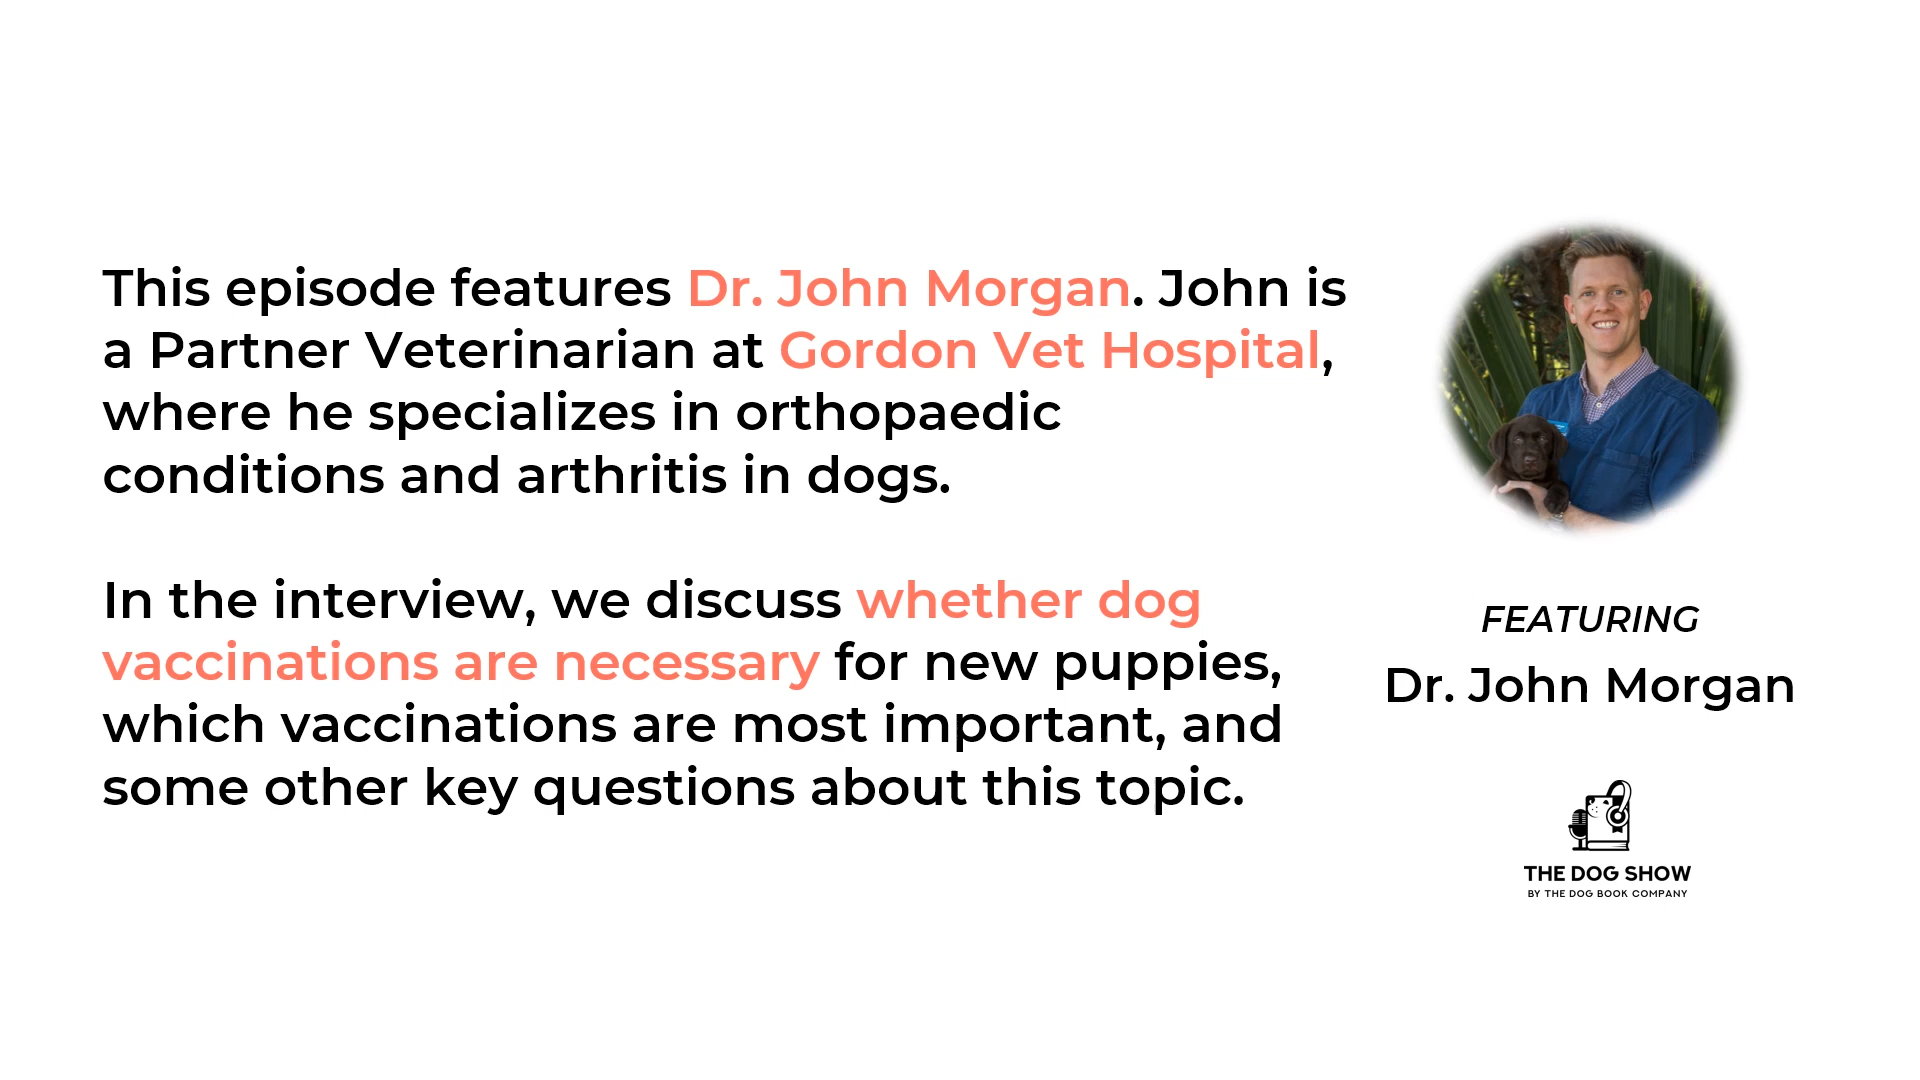 This episode features Dr. John Morgan. John is
a Partner Veterinarian at Gordon Vet Hospital,
where he specializes in orthopaedic
conditions and arthritis in dogs.
In the interview, we discuss whether dog
vaccinations are necessary for new puppies,
which vaccinations are most important, and
some other key questions about this topic.
FEATURING
Dr. John Morgan
THE DOG SHOW
BY THE DOG BOOK COMPANY